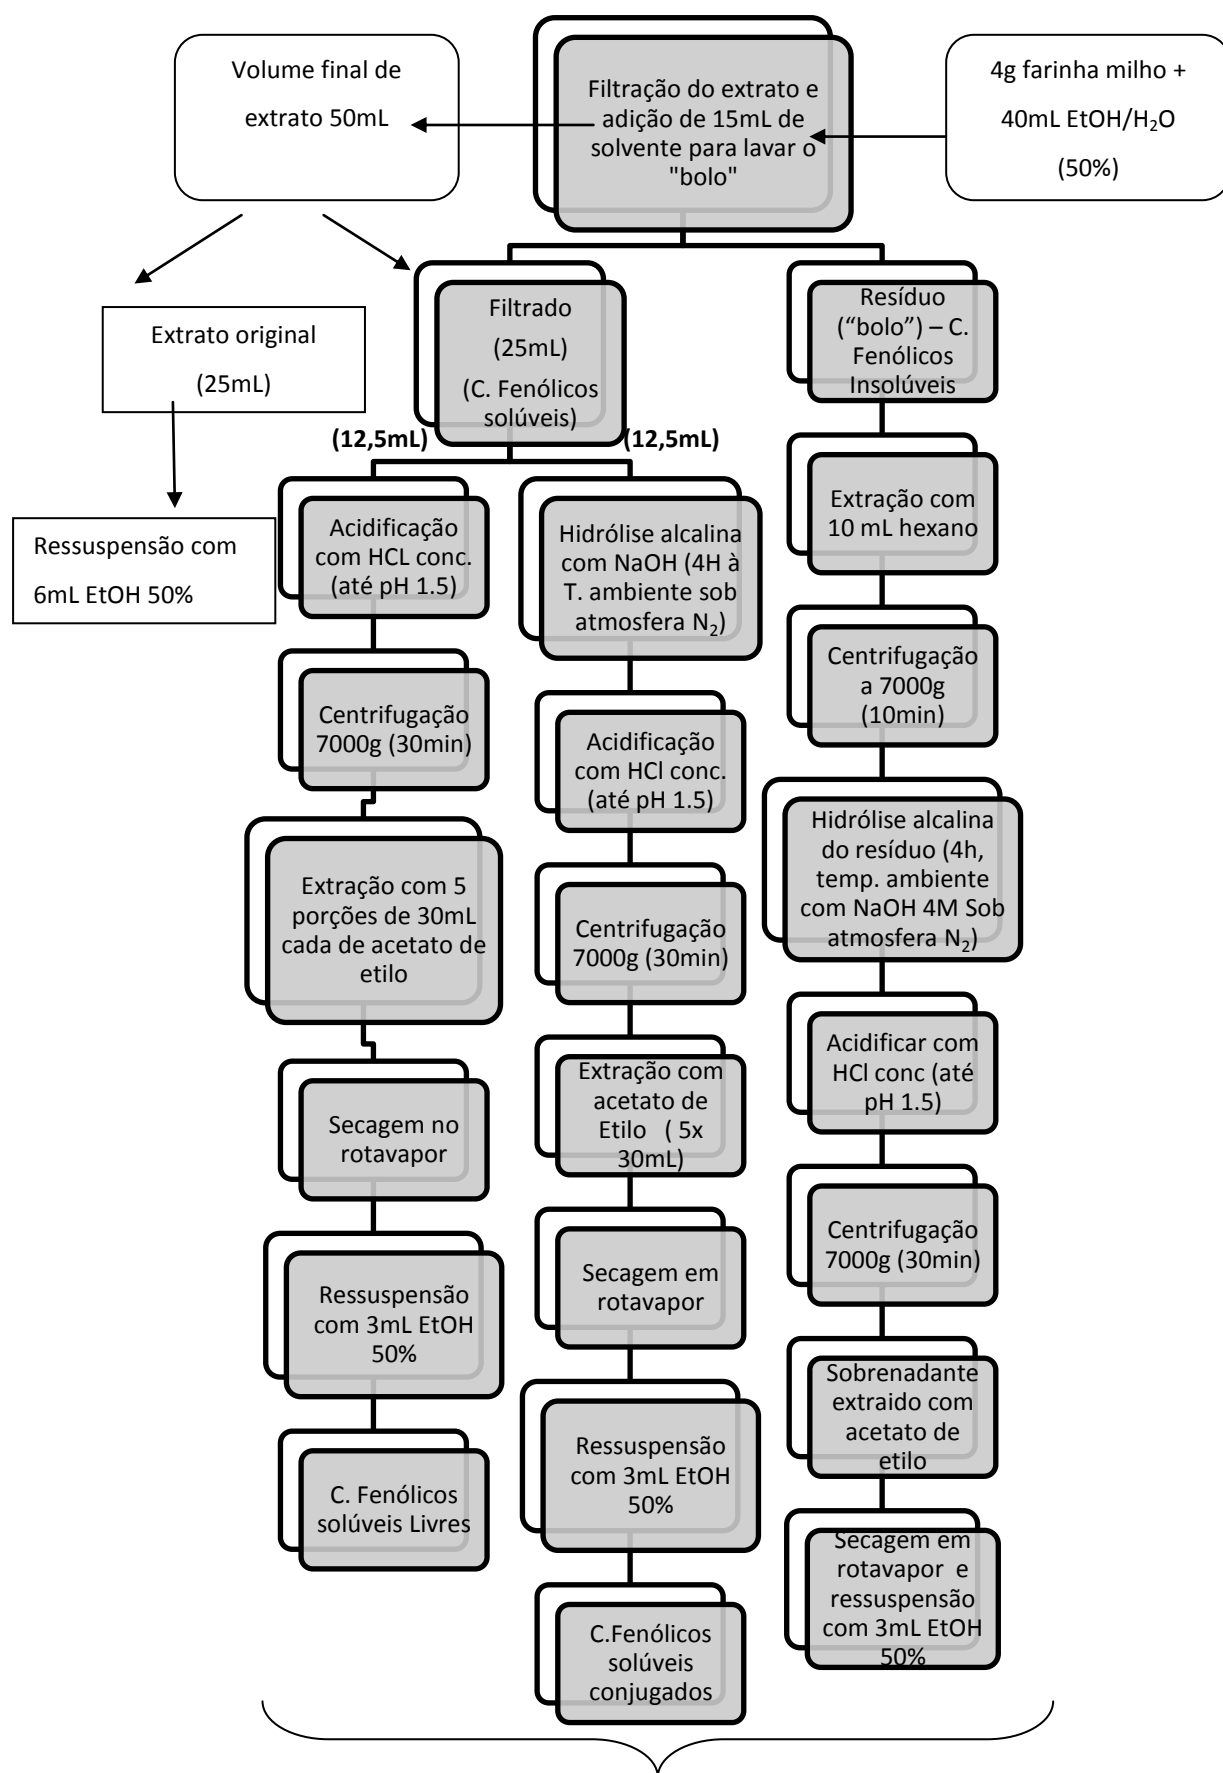 Volume final de
extrato 50mL
Filtração do extrato e
adição de 15mL de
solvente para lavar o
"bolo"
4g farinha milho +
40mL EtOH/H₂O
(50%)
Extrato original
(25mL)
Ressuspensão com
6mL EtOH 50%
Filtrado
(25mL)
(C. Fenólicos
solúveis)
Resíduo
(“bolo”) – C.
Fenólicos
Insolúveis
(12,5mL)
(12,5mL)
Acidificação
com HCL conc.
(até pH 1.5)
Centrifugação
7000g (30min)
Extração com 5
porções de 30mL
cada de acetato de
etilo
Secagem no
rotavapor
Ressuspensão
com 3mL EtOH
50%
C. Fenólicos
solúveis Livres
Hidrólise alcalina
com NaOH (4H à
T. ambiente sob
atmosfera N₂)
Acidificação
com HCl conc.
(até pH 1.5)
Centrifugação
7000g (30min)
Extração com
acetato de
Etilo ( 5x
30mL)
Secagem em
rotavapor
Ressuspensão
com 3mL EtOH
50%
C.Fenólicos
solúveis
conjugados
Extração com
10 mL hexano
Centrifugação
a 7000g
(10min)
Hidrólise alcalina
do resíduo (4h,
temp. ambiente
com NaOH 4M Sob
atmosfera N₂)
Acidificar com
HCl conc (até
pH 1.5)
Centrifugação
7000g (30min)
Sobrenadante
extraido com
acetato de
etilo
Secagem em
rotavapor e
ressuspensão
com 3mL EtOH
50%